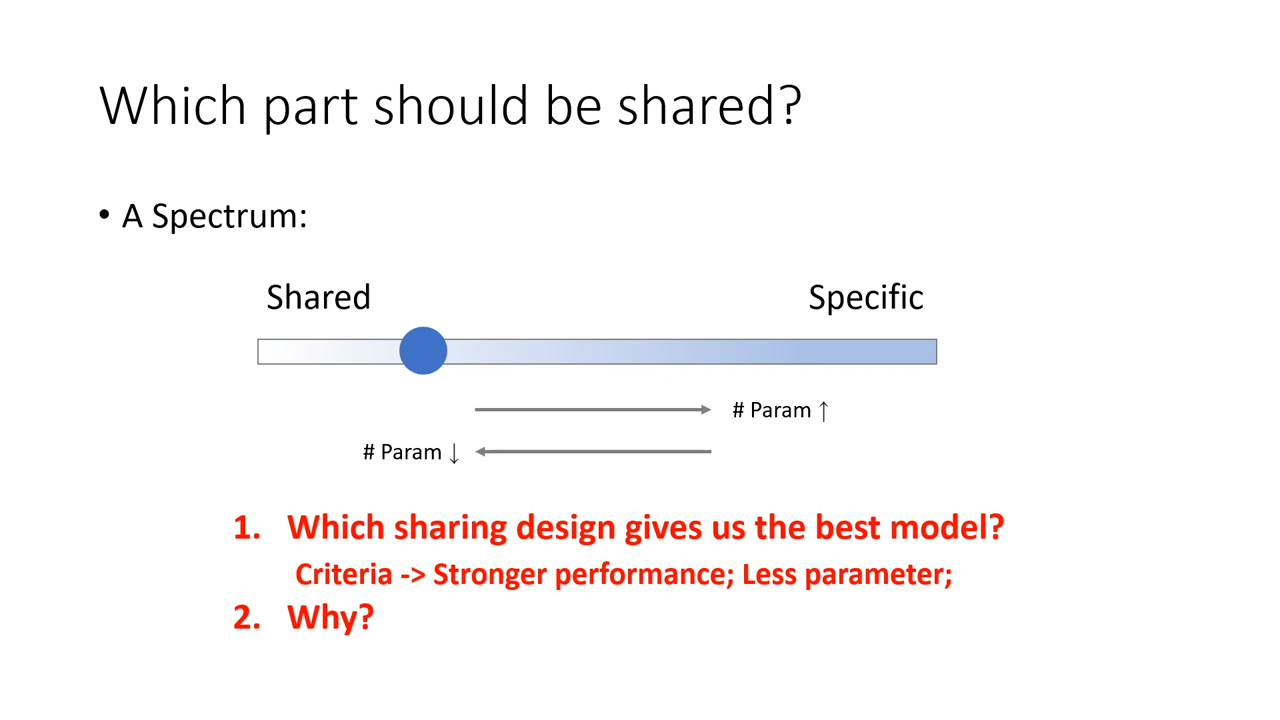 Which part should be shared?
• A Spectrum:
Shared
Specific
# Param ↑
# Param ↓
1. Which sharing design gives us the best model?
Criteria -> Stronger performance; Less parameter;
2. Why?